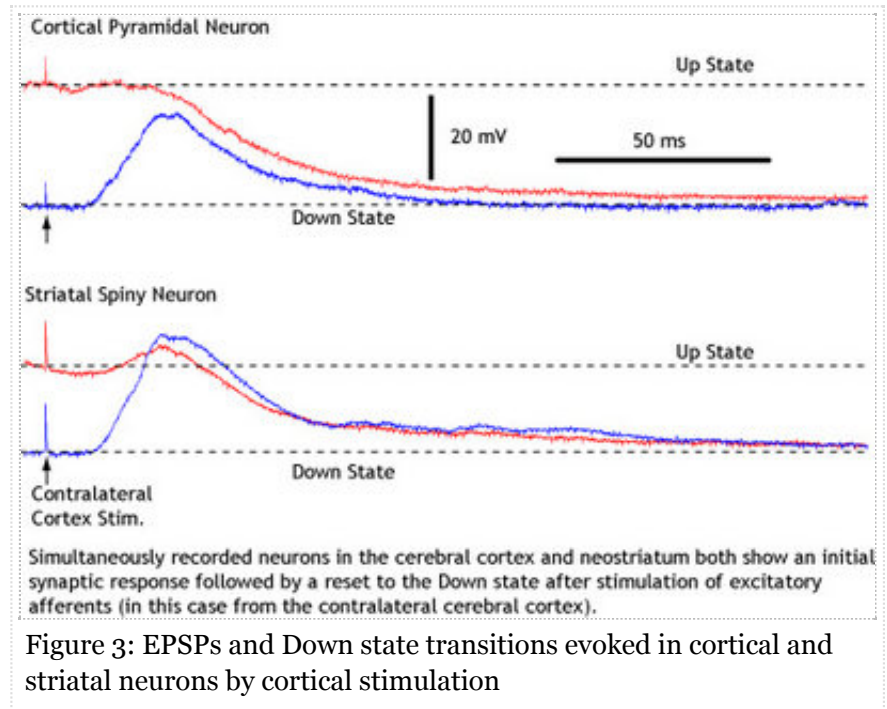 Cortical Pyramidal Neuron
Up State
20 mV
50 ms
Down State
Striatal Spiny Neuron
Up State
Down State
Contralateral
Cortex Stim.
Simultaneously recorded neurons in the cerebral cortex and neostriatum both show an initial
synaptic response followed by a reset to the Down state after stimulation of excitatory
afferents (in this case from the contralateral cerebral cortex).
Figure 3: EPSPs and Down state transitions evoked in cortical and
striatal neurons by cortical stimulation